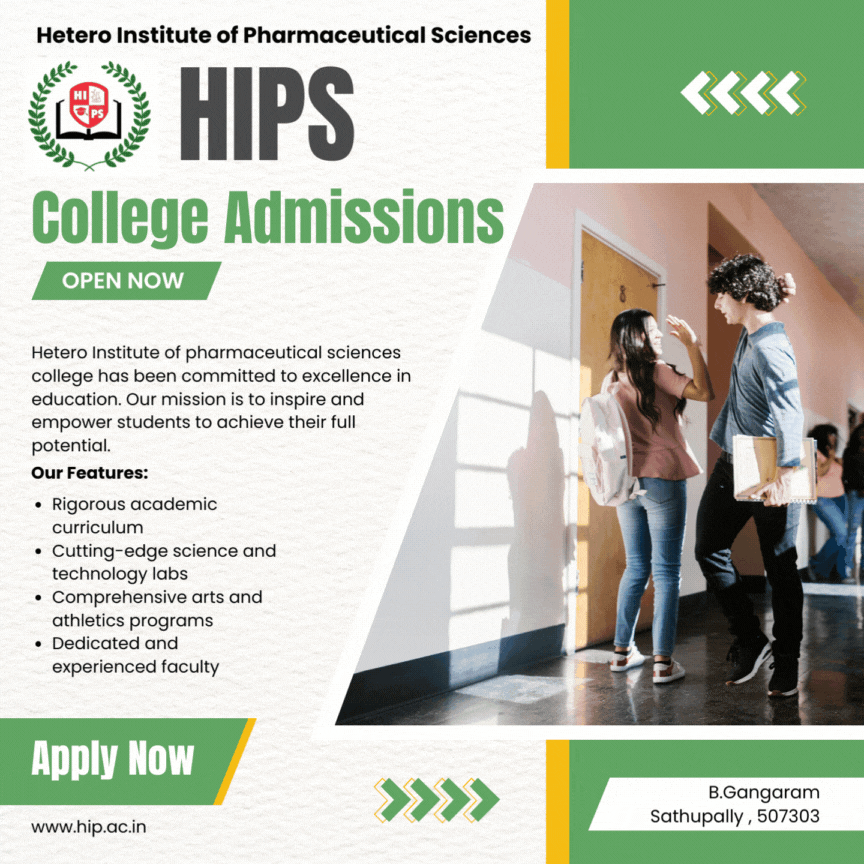 Hetero Institute of Pharmaceutical Sciences
HI
PS
HIPS
College Admissions
OPEN NOW
Hetero Institute of pharmaceutical sciences
college has been committed to excellence in
education. Our mission is to inspire and
empower students to achieve their full
potential.
Our Features:
• Rigorous academic
curriculum
• Cutting-edge science and
technology labs
• Comprehensive arts and
athletics programs
• Dedicated and
experienced faculty
8
Apply Now
www.hip.ac.in
B.Gangaram
Sathupally , 507303